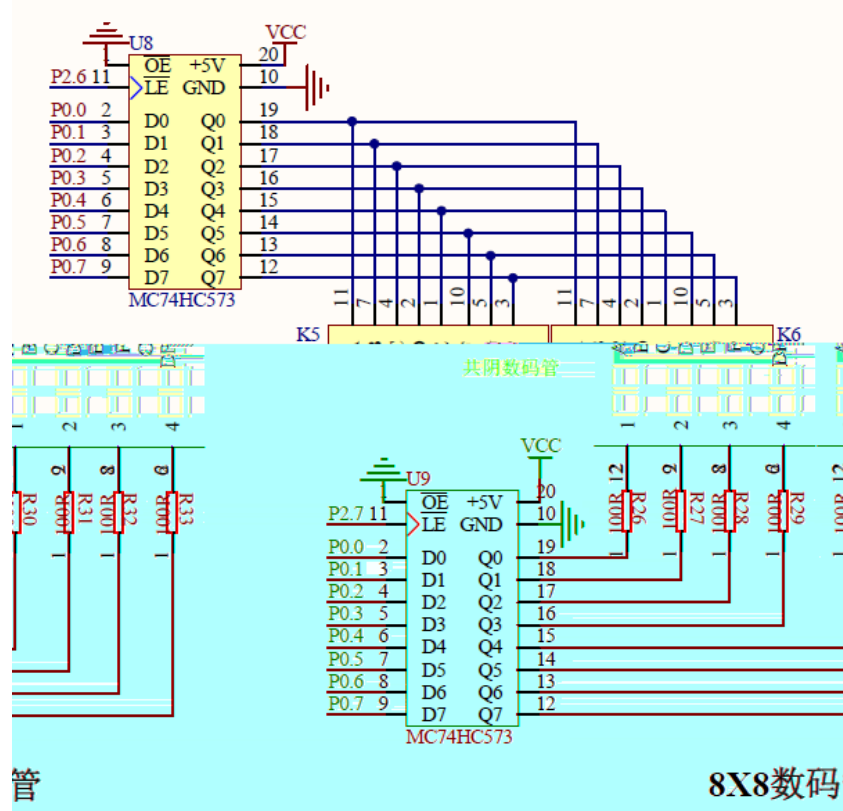 U8
VCC
OE +5V 20
P2.6 11 LE GND 10
P0.0 2 D0 Q0 19
P0.1 3 D1 Q1 18
P0.2 4 D2 Q2 17
P0.3 5 D3 Q3 16
P0.4 6 D4 Q4 15
P0.5 7 D5 Q5 14
P0.6 8 D6 Q6 13
P0.7 9 D7 Q7 12
MC74HC573
11 7 4 2 1 10 5 3
11 7 4 2 1 10 5 3
K5
K6
共阴数码管
1 2 3 4
1 2 3 4
R30 R31 R32 R33
R26 R27 R28 R29
U9
VCC
1 OE +5V 20
P2.7 11 LE GND 10
P0.0 2 D0 Q0 19
P0.1 3 D1 Q1 18
P0.2 4 D2 Q2 17
P0.3 5 D3 Q3 16
P0.4 6 D4 Q4 15
P0.5 7 D5 Q5 14
P0.6 8 D6 Q6 13
P0.7 9 D7 Q7 12
MC74HC573
管
8X8数码